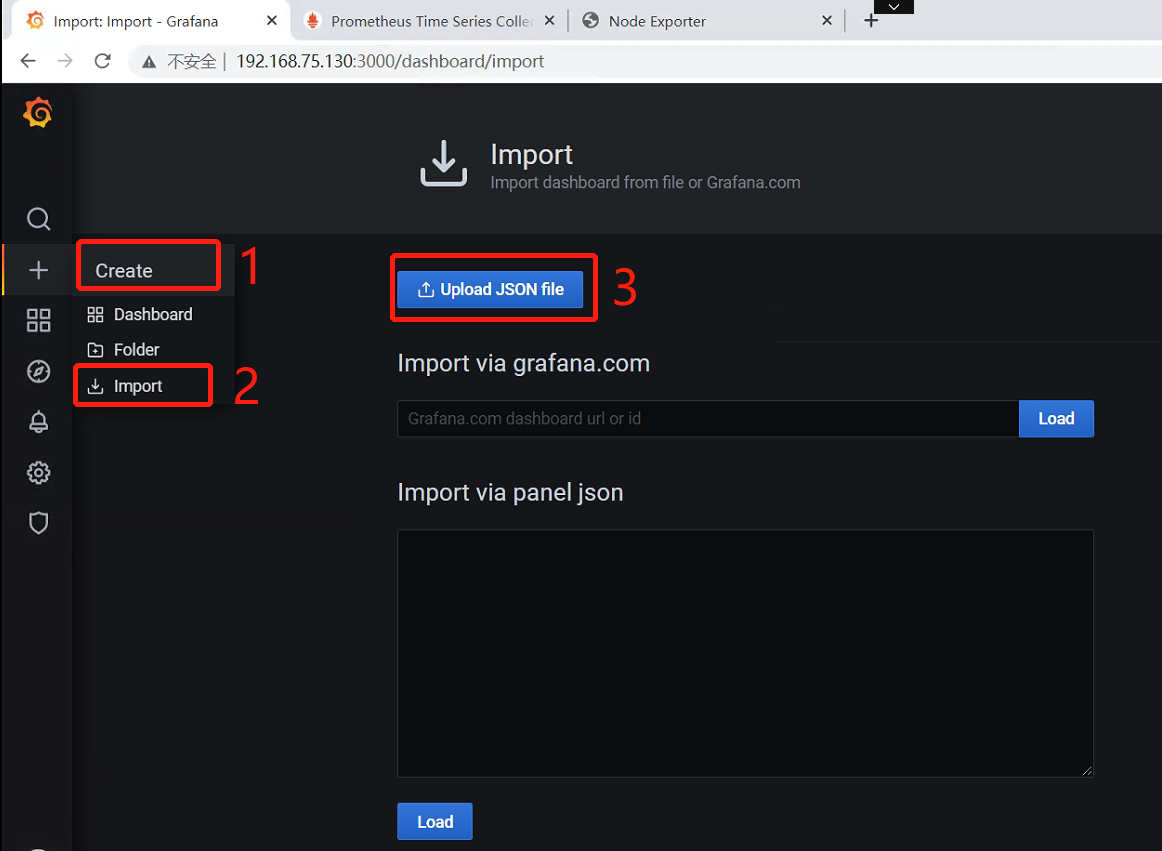 Import: Import - Grafana
Prometheus Time Series Collec
Node Exporter
不安全 | 192.168.75.130:3000/dashboard/import
Import
Import dashboard from file or Grafana.com
Create
1
Dashboard
Folder
Import
2
Upload JSON file
3
Import via grafana.com
Grafana.com dashboard url or id
Load
Import via panel json
Load